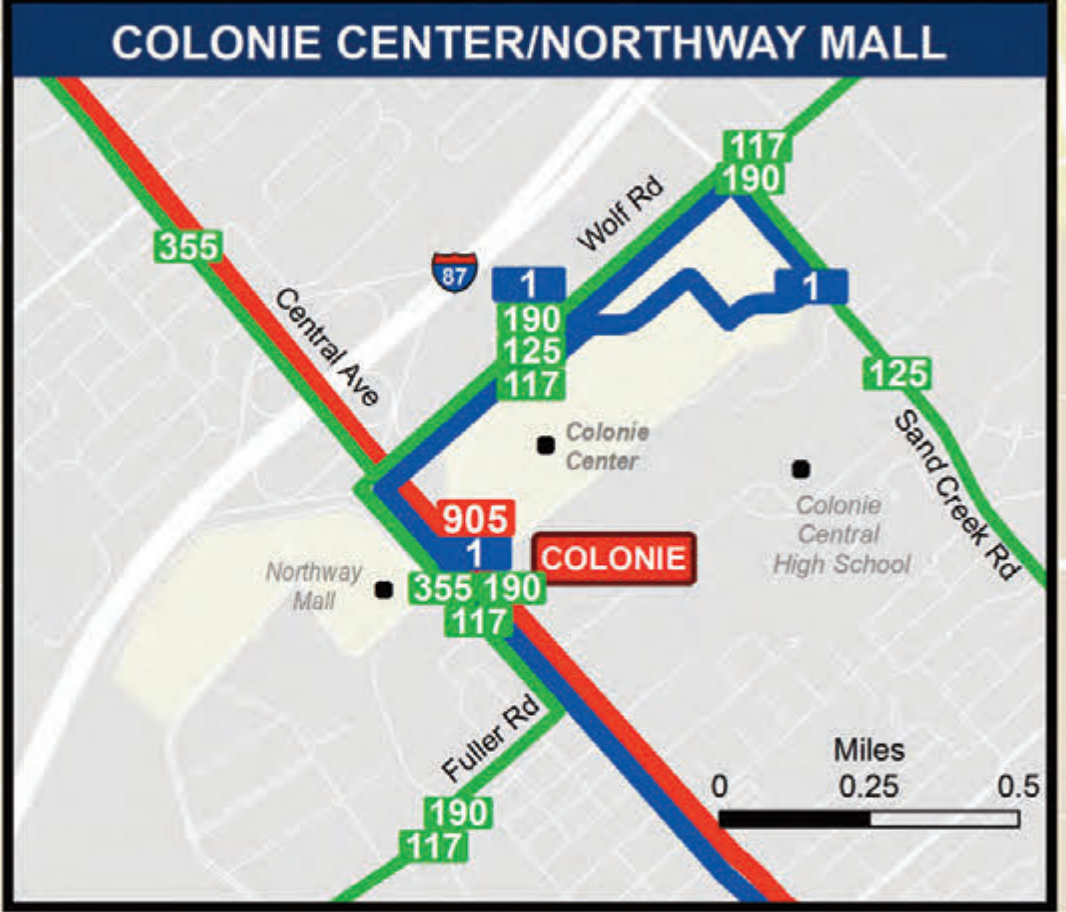 COLONIE CENTER/NORTHWAY MALL
117
190
Wolf Rd
355
87
1
1
190
125
117
Central Ave
125
Colonie
Center
Sand Creek Rd
905
1
COLONIE
Colonie
Central
High School
Northway
Mall
355 190
117
Fuller Rd
190
117
Miles
0 0.25 0.5